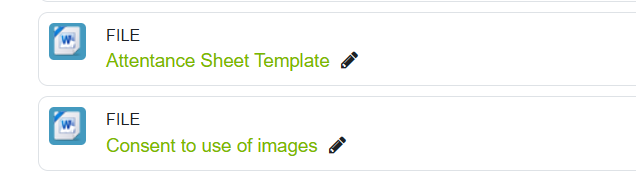 FILE
Attentance Sheet Template
FILE
Consent to use of images